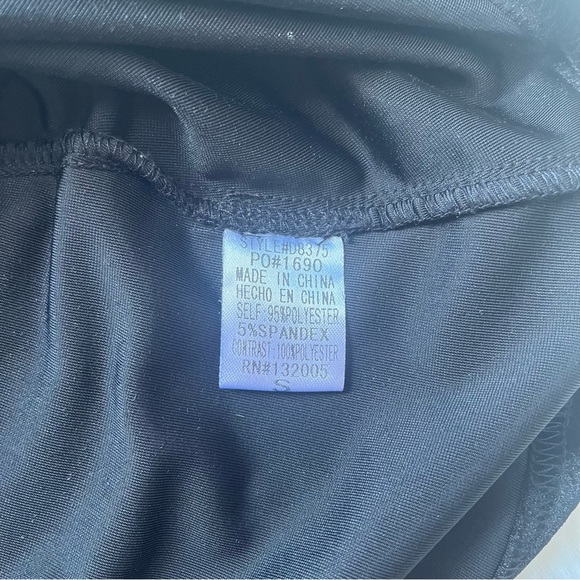 STYLE#D8375
PO#1690
MADE IN CHINA
HECHO EN CHINA
SELF: 95%POLYESTER
5%SPANDEX
CONTRAST: 100%POLYESTER
RN#132005
S